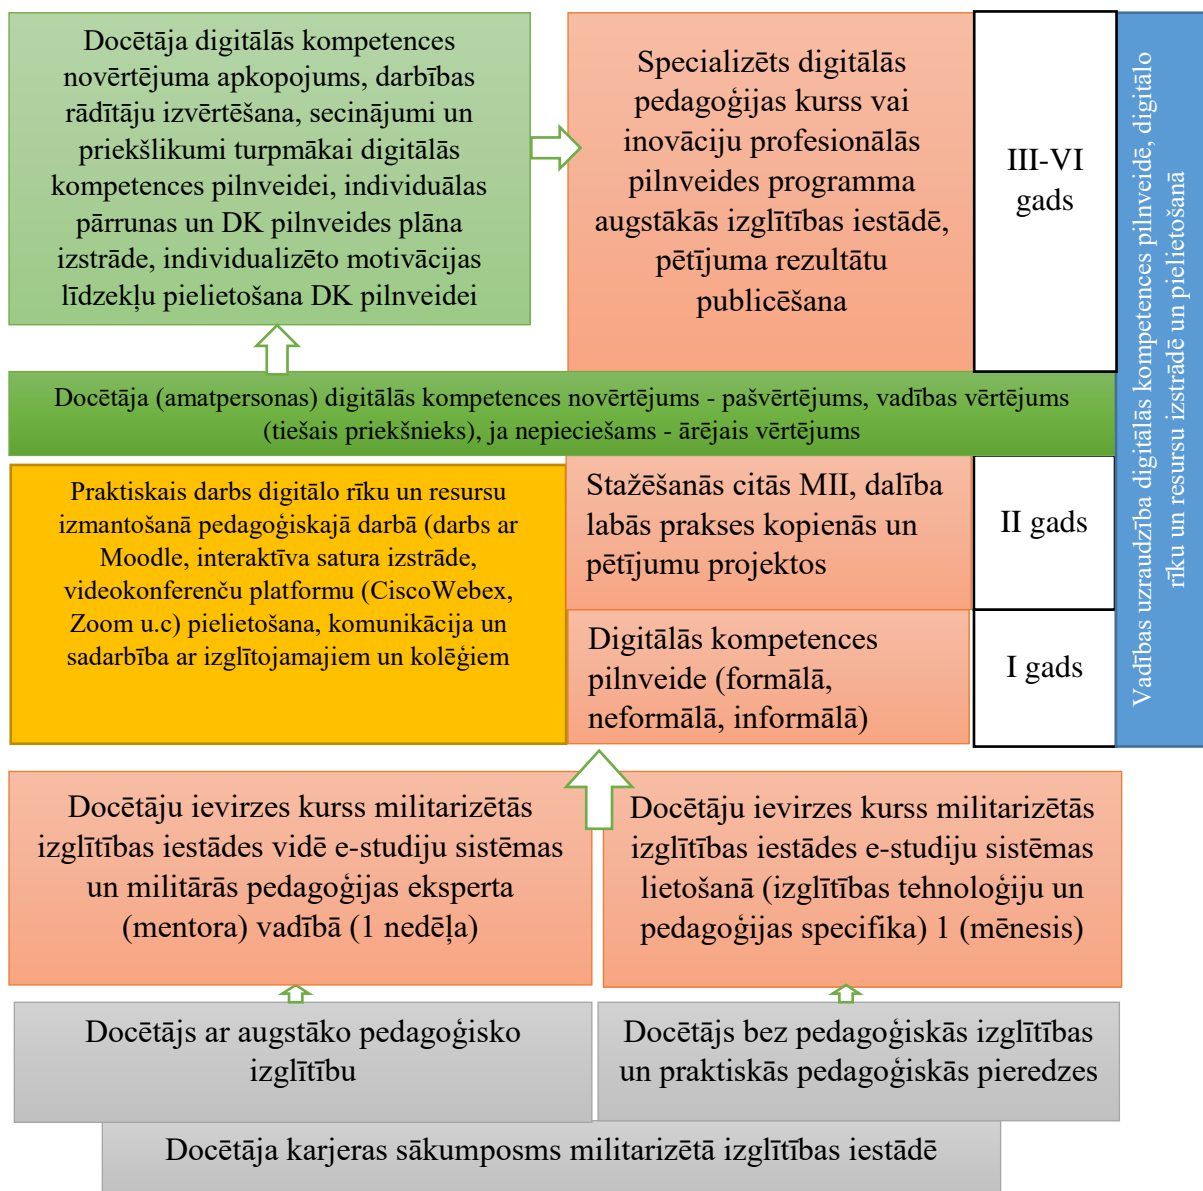 Docētāja digitālās kompetences
novērtējuma apkopojums, darbības
rādītāju izvērtēšana, secinājumi un
priekšlikumi turpmākai digitālās
kompetences pilnveidei, individuālas
pārrunas un DK pilnveides plāna
izstrāde, individualizēto motivācijas
līdzekļu pielietošana DK pilnveidei
Specializēts digitālās
pedagoģijas kurss vai
inovāciju profesionālās
pilnveides programma
augstākās izglītības iestādē,
pētījuma rezultātu
publicēšana
III-VI
gads
Vadības uzraudzība digitālās kompetences pilnveidē, digitālo
rīku un resursu izstrādē un pielietošanā
Docētāja (amatpersonas) digitālās kompetences novērtējums - pašvērtējums, vadības vērtējums
(tiešais priekšnieks), ja nepieciešams - ārējais vērtējums
Praktiskais darbs digitālo rīku un resursu
izmantošanā pedagoģiskajā darbā (darbs ar
Moodle, interaktīva satura izstrāde,
videokonferenču platformu (CiscoWebex,
Zoom u.c) pielietošana, komunikācija un
sadarbība ar izglītojamajiem un kolēģiem
Stažēšanās citās MII, dalība
labās prakses kopienās un
pētījumu projektos
II gads
Digitālās kompetences
pilnveide (formālā,
neformālā, informālā)
I gads
Docētāju ievirzes kurss militarizētās
izglītības iestādes vidē e-studiju sistēmas
un militārās pedagoģijas eksperta
(mentora) vadībā (1 nedēļa)
Docētāju ievirzes kurss militarizētās
izglītības iestādes e-studiju sistēmas
lietošanā (izglītības tehnoloģiju un
pedagoģijas specifika) 1 (mēnesis)
Docētājs ar augstāko pedagoģisko
izglītību
Docētājs bez pedagoģiskās izglītības
un praktiskās pedagoģiskās pieredzes
Docētāja karjeras sākumposms militarizētā izglītības iestādē